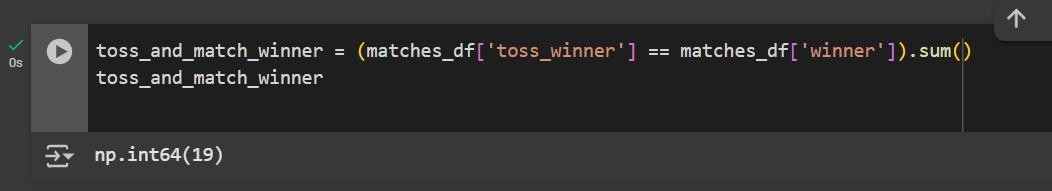 toss_and_match_winner = (matches_df['toss_winner'] == matches_df['winner']).sum()
toss_and_match_winner
0s
np.int64(19)